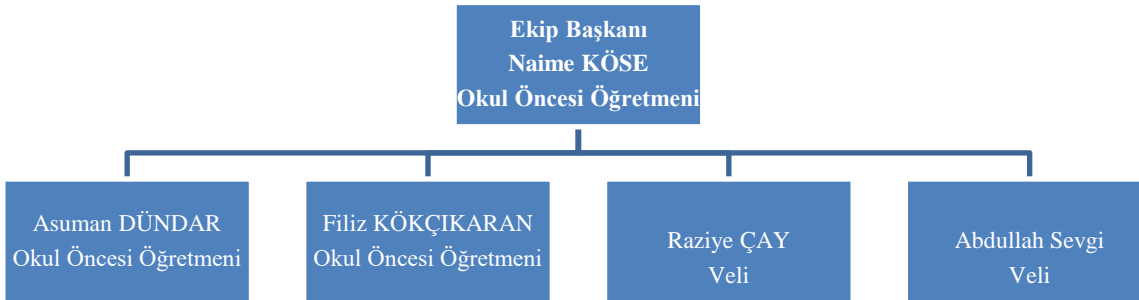 Ekip Başkanı
Naime KÖSE
Okul Öncesi Öğretmeni
Asuman DÜNDAR
Okul Öncesi Öğretmeni
Filiz KÖKÇIKARAN
Okul Öncesi Öğretmeni
Raziye ÇAY
Veli
Abdullah Sevgi
Veli